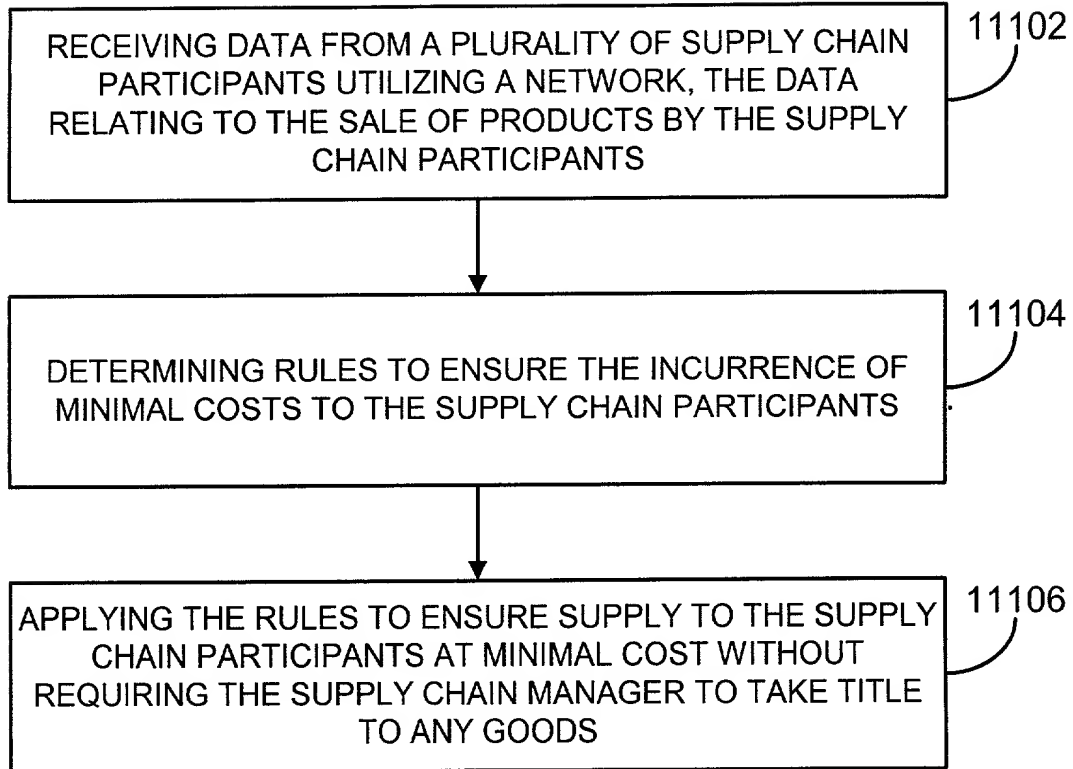 RECEIVING DATA FROM A PLURALITY OF SUPPLY CHAIN
PARTICIPANTS UTILIZING A NETWORK, THE DATA
RELATING TO THE SALE OF PRODUCTS BY THE SUPPLY
CHAIN PARTICIPANTS
11102
DETERMINING RULES TO ENSURE THE INCURRENCE OF
MINIMAL COSTS TO THE SUPPLY CHAIN PARTICIPANTS
11104
APPLYING THE RULES TO ENSURE SUPPLY TO THE SUPPLY
CHAIN PARTICIPANTS AT MINIMAL COST WITHOUT
REQUIRING THE SUPPLY CHAIN MANAGER TO TAKE TITLE
TO ANY GOODS
11106